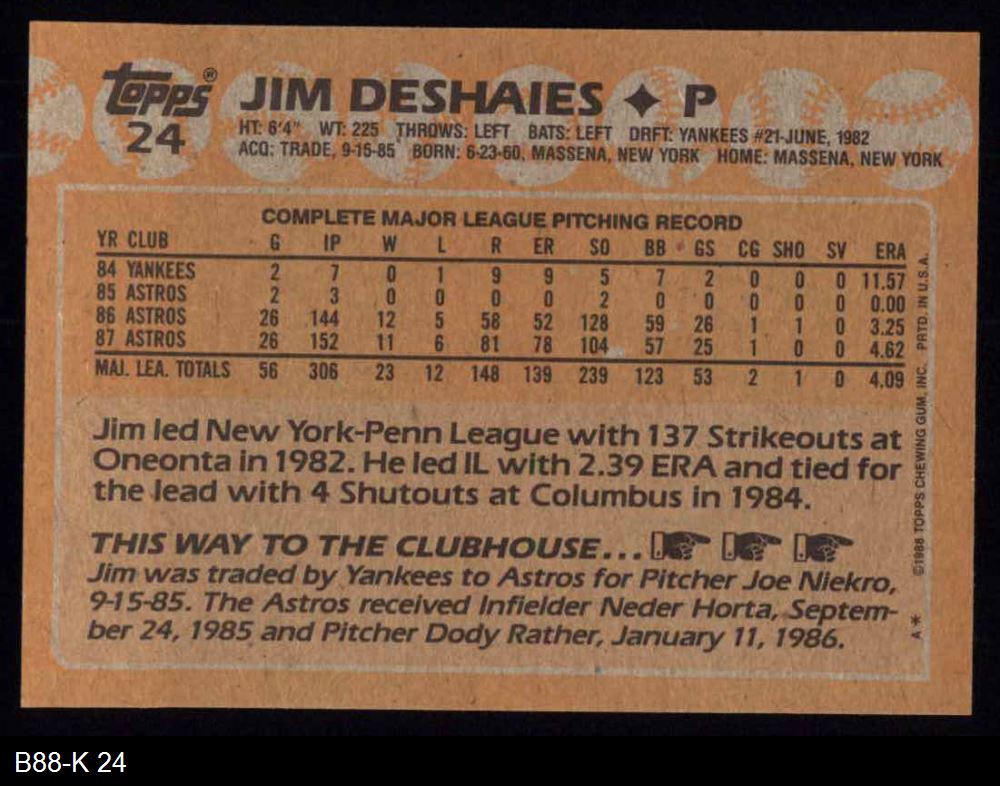 topps®
24
JIM DESHAIES ✦ P
HT: 6'4" WT: 225 THROWS: LEFT BATS: LEFT DRFT: YANKEES #21-JUNE, 1982
ACQ: TRADE, 9-15-85 BORN: 6-23-60, MASSENA, NEW YORK HOME: MASSENA, NEW YORK
COMPLETE MAJOR LEAGUE PITCHING RECORD
YR CLUB G IP W L R ER SO BB GS CG SHO SV ERA
84 YANKEES 2 7 0 1 9 9 5 7 2 0 0 0 11.57
85 ASTROS 2 3 0 0 0 0 2 0 0 0 0 0 0.00
86 ASTROS 26 144 12 5 58 52 128 59 26 1 1 0 3.25
87 ASTROS 26 152 11 6 81 78 104 57 25 1 0 0 4.62
MAJ. LEA. TOTALS 56 306 23 12 148 139 239 123 53 2 1 0 4.09
Jim led New York-Penn League with 137 Strikeouts at
Oneonta in 1982. He led IL with 2.39 ERA and tied for
the lead with 4 Shutouts at Columbus in 1984.
THIS WAY TO THE CLUBHOUSE...
Jim was traded by Yankees to Astros for Pitcher Joe Niekro,
9-15-85. The Astros received Infielder Neder Horta, Septem-
ber 24, 1985 and Pitcher Dody Rather, January 11, 1986.
©1988 TOPPS CHEWING GUM, INC. PRTD. IN U.S.A.
A*
B88-K 24